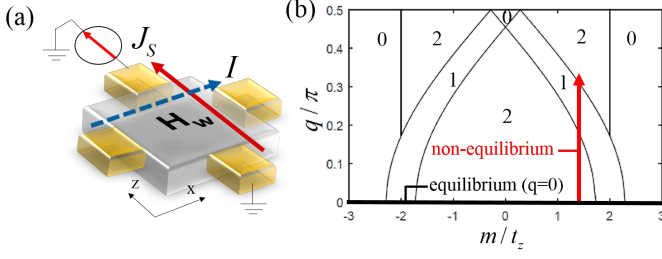 (a)
J_S
I
H_w
z
x
(b)
q/π
0.5
0.4
0.3
0.2
0.1
0
0
0
2
2
0
1
1
2
non-equilibrium
equilibrium (q=0)
-3
-2
-1
0
1
2
3
m/t_z